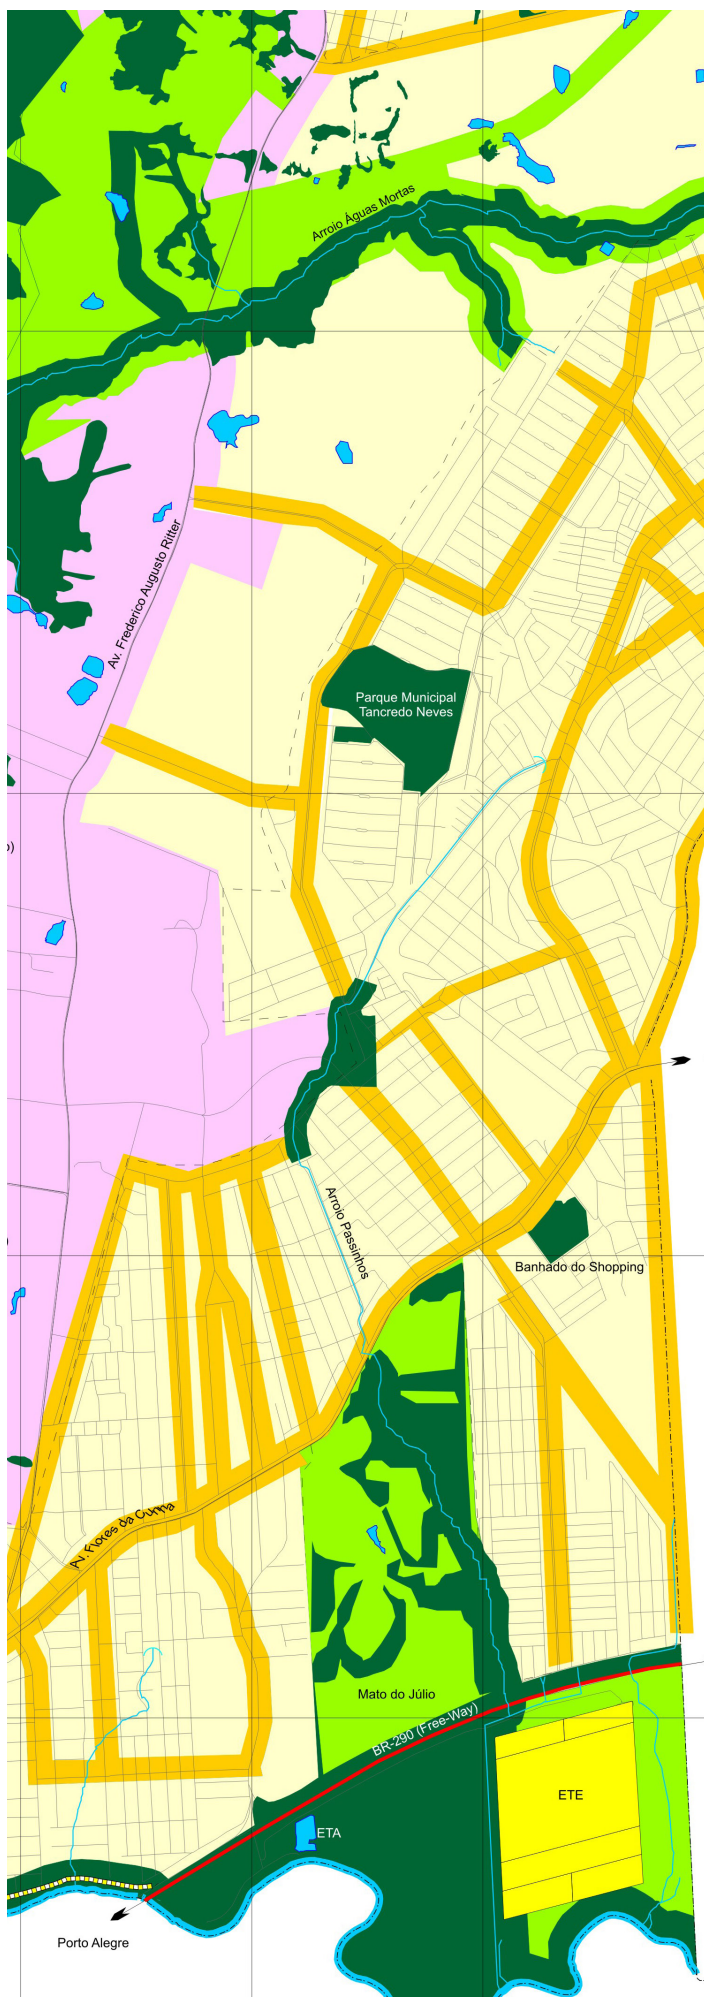 Arroio Águas Mortas
Av. Frederico Augusto Ritter
Parque Municipal
Tancredo Neves
o)
Arroio Passinhos
Banhado do Shopping
Av. Flores da Cunha
Mato do Júlio
BR-290 (Free-Way)
ETE
ETA
Porto Alegre